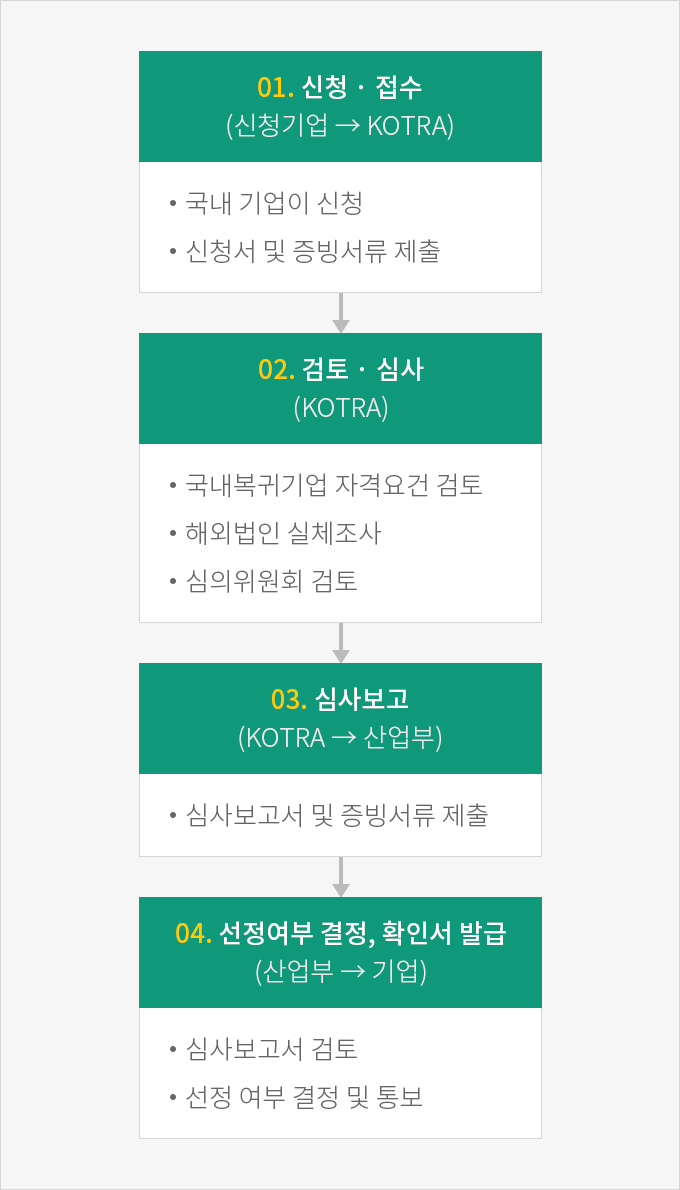 01. 신청 · 접수
(신청기업 → KOTRA)
• 국내 기업이 신청
• 신청서 및 증빙서류 제출
02. 검토 · 심사
(KOTRA)
• 국내복귀기업 자격요건 검토
• 해외법인 실체조사
• 심의위원회 검토
03. 심사보고
(KOTRA → 산업부)
• 심사보고서 및 증빙서류 제출
04. 선정여부 결정, 확인서 발급
(산업부 → 기업)
• 심사보고서 검토
• 선정 여부 결정 및 통보